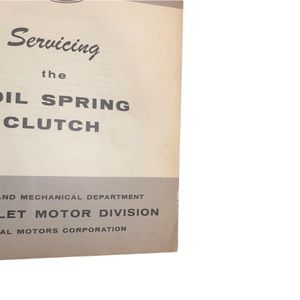 Servicing
the
OIL SPRING
CLUTCH
AND MECHANICAL DEPARTMENT
LET MOTOR DIVISION
AL MOTORS CORPORATION